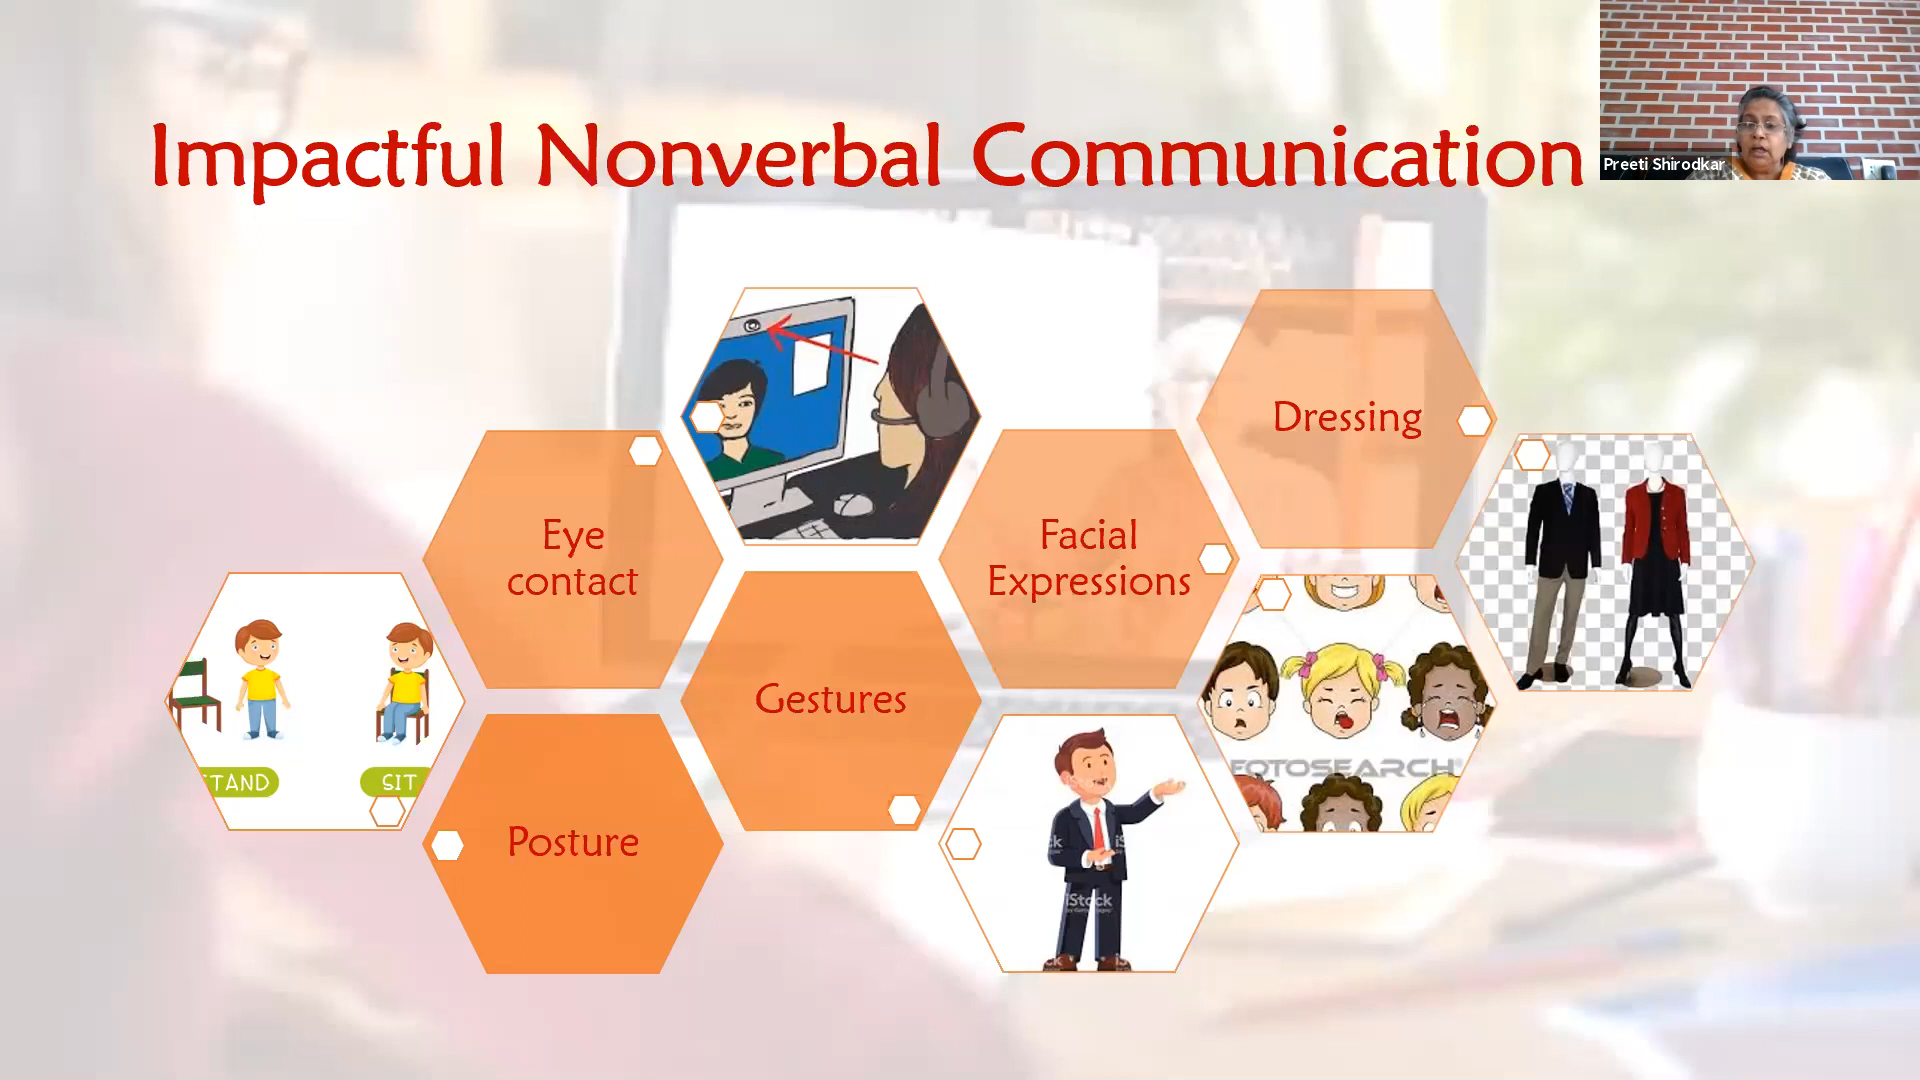 Impactful Nonverbal Communication
Preeti Shirodkar
Dressing
Eye
contact
Facial
Expressions
Gestures
TAND
SIT
Posture
FOTOSEARCH®
iStock